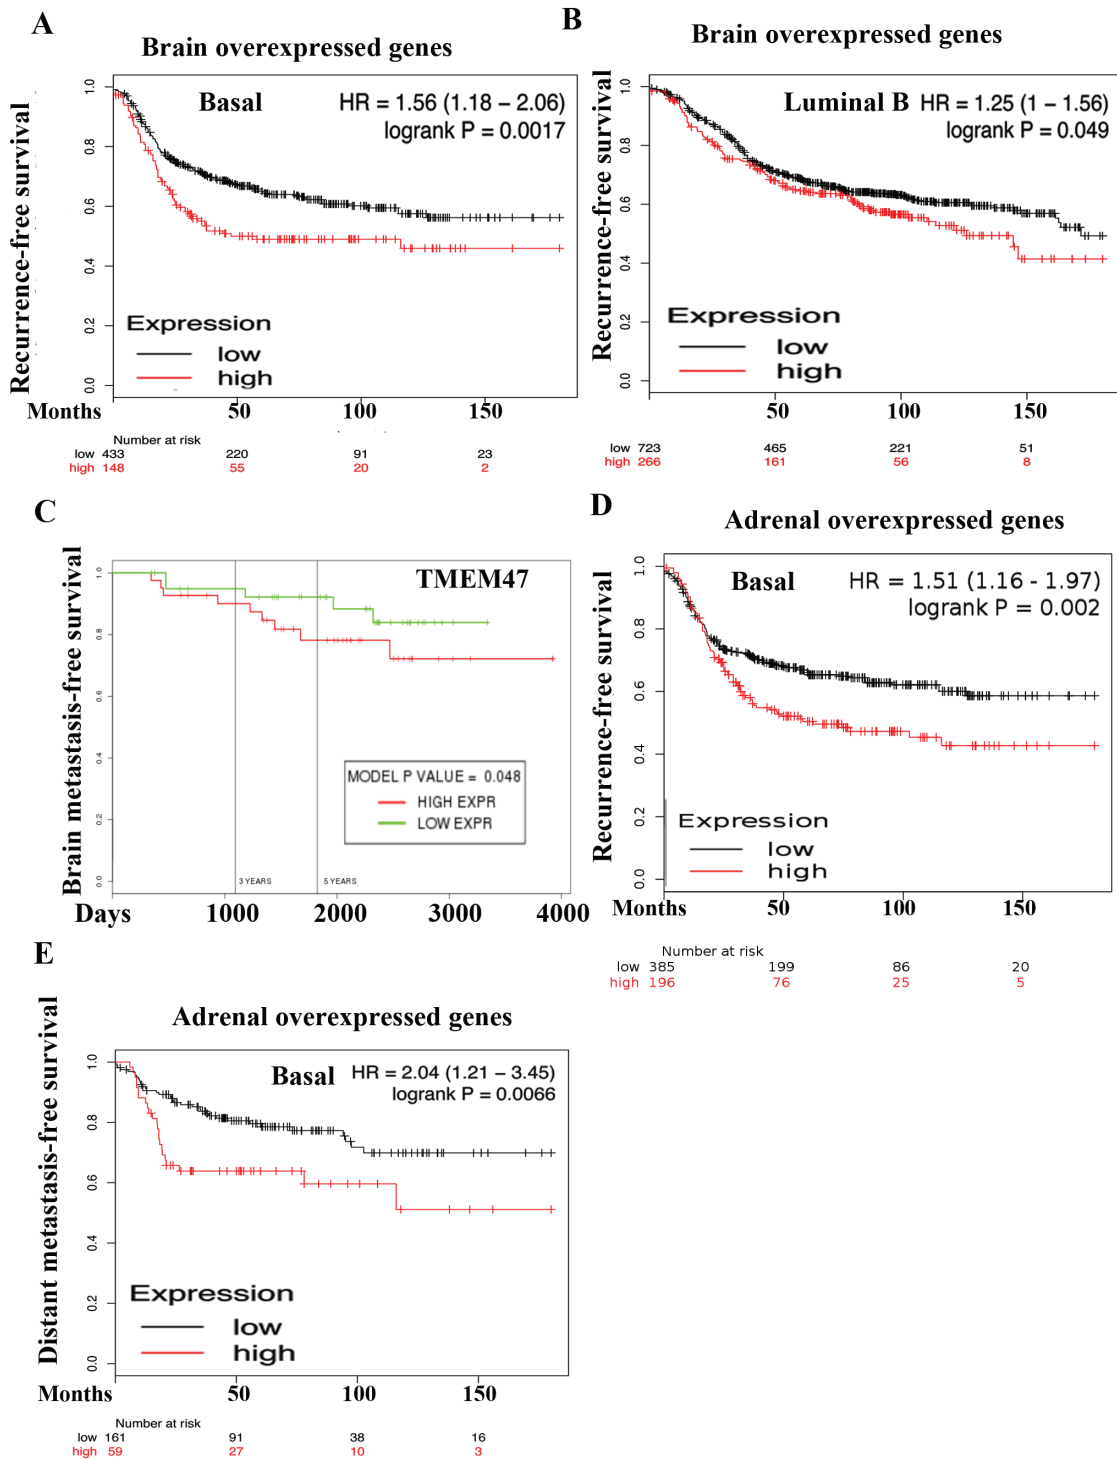 A
Brain overexpressed genes
Basal
HR = 1.56 (1.18 – 2.06)
logrank P = 0.0017
Recurrence-free survival
1.0
0.8
0.6
0.4
0.2
0.0
Expression
low
high
Months
50
100
150
Number at risk
low 433 220 91 23
high 148 55 20 2
B
Brain overexpressed genes
Luminal B
HR = 1.25 (1 – 1.56)
logrank P = 0.049
Recurrence-free survival
1.0
0.8
0.6
0.4
0.2
0.0
Expression
low
high
50
100
150
low 723 465 221 51
high 266 161 56 8
C
TMEM47
Brain metastasis-free survival
1.0
0.8
0.6
0.4
0.2
0.0
MODEL P VALUE = 0.048
HIGH EXPR
LOW EXPR
3 YEARS
5 YEARS
Days
1000
2000
3000
4000
D
Adrenal overexpressed genes
Basal
HR = 1.51 (1.16 - 1.97)
logrank P = 0.002
Recurrence-free survival
1.0
0.8
0.6
0.4
0.2
0.0
Expression
low
high
Months
50
100
150
Number at risk
low 385 199 86 20
high 196 76 25 5
E
Adrenal overexpressed genes
Basal
HR = 2.04 (1.21 – 3.45)
logrank P = 0.0066
Distant metastasis-free survival
1.0
0.8
0.6
0.4
0.2
0.0
Expression
low
high
Months
50
100
150
Number at risk
low 161 91 38 16
high 59 27 10 3